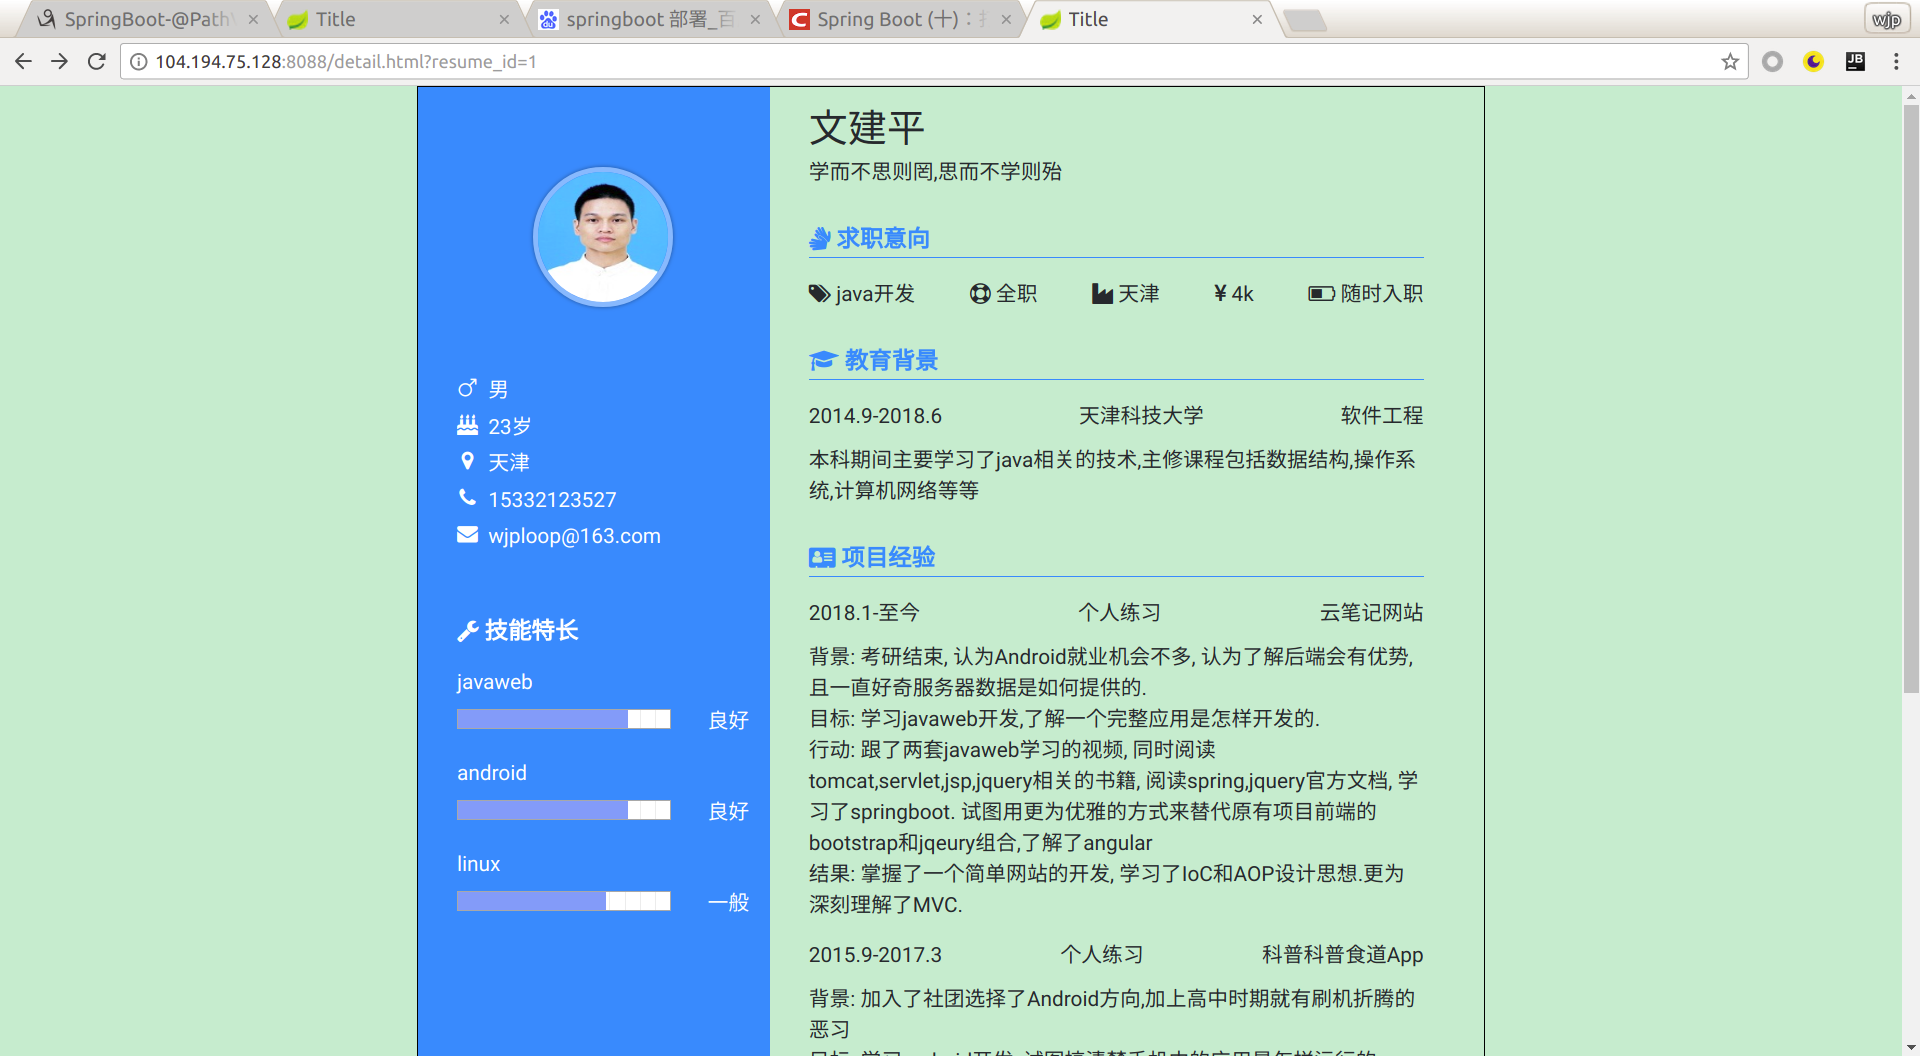 SpringBoot-@Path
Title
springboot 部署_百
Spring Boot (十)：
Title
wjp
104.194.75.128:8088/detail.html?resume_id=1
JB
文建平
学而不思则罔,思而不学则殆
求职意向
java开发 全职 天津 ¥ 4k 随时入职
教育背景
2014.9-2018.6 天津科技大学 软件工程
本科期间主要学习了java相关的技术,主修课程包括数据结构,操作系
统,计算机网络等等
项目经验
2018.1-至今 个人练习 云笔记网站
背景: 考研结束, 认为Android就业机会不多, 认为了解后端会有优势,
且一直好奇服务器数据是如何提供的.
目标: 学习javaweb开发,了解一个完整应用是怎样开发的.
行动: 跟了两套javaweb学习的视频, 同时阅读
tomcat,servlet,jsp,jquery相关的书籍, 阅读spring,jquery官方文档, 学
习了springboot. 试图用更为优雅的方式来替代原有项目前端的
bootstrap和jqeury组合,了解了angular
结果: 掌握了一个简单网站的开发, 学习了IoC和AOP设计思想.更为
深刻理解了MVC.
2015.9-2017.3 个人练习 科普科普食道App
背景: 加入了社团选择了Android方向,加上高中时期就有刷机折腾的
恶习
男
23岁
天津
15332123527
wjploop@163.com
技能特长
javaweb
良好
android
良好
linux
一般